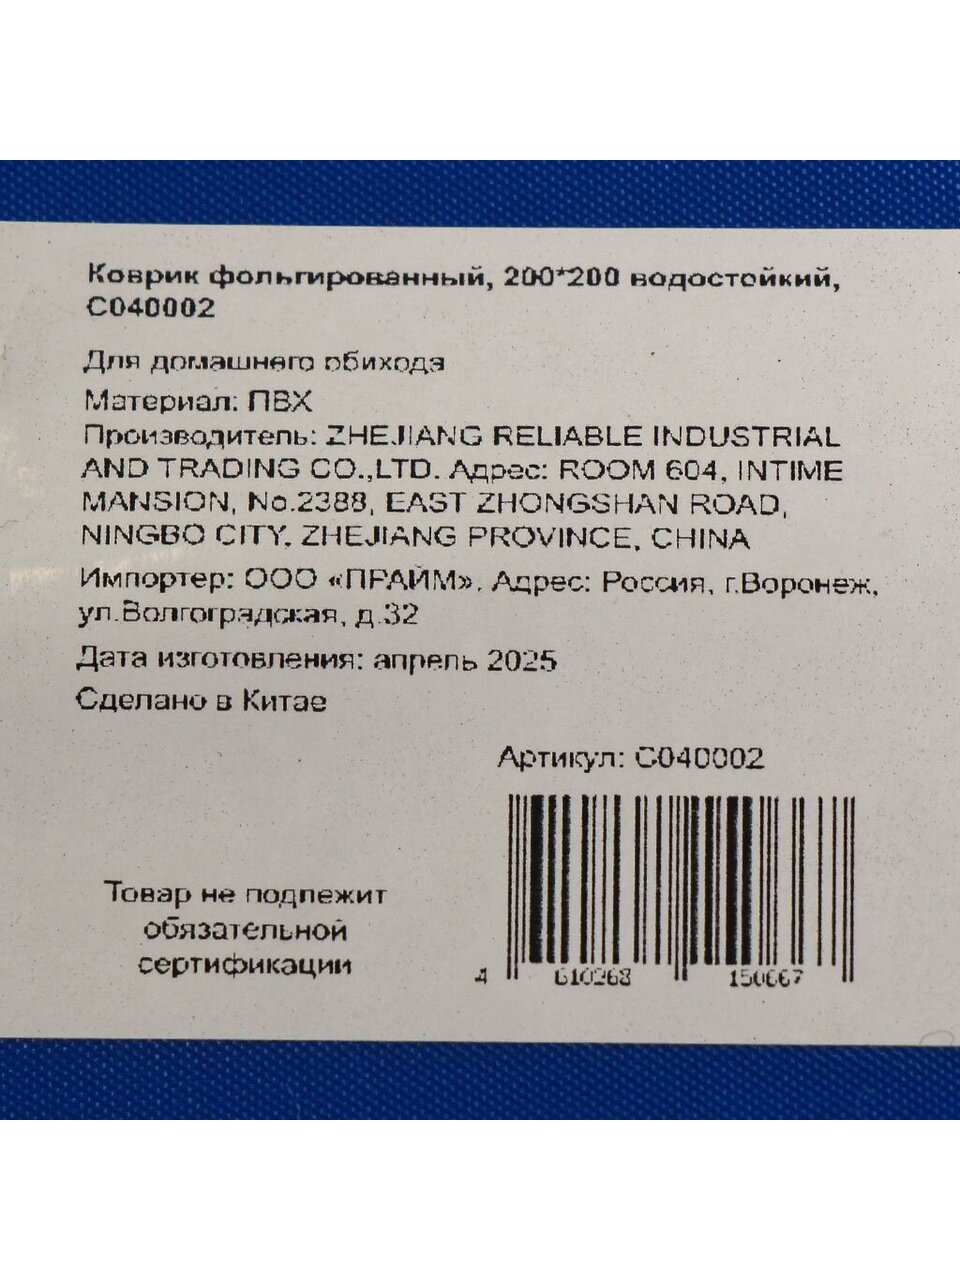 Коврик фольгированный, 200*200 водостойкий,
С040002
Для домашнего обихода
Материал: ПВХ
Производитель: ZHEJIANG RELIABLE INDUSTRIAL
AND TRADING CO.,LTD. Адрес: ROOM 604, INTIME
MANSION, No.2388, EAST ZHONGSHAN ROAD,
NINGBO CITY, ZHEJIANG PROVINCE, CHINA
Импортер: ООО «ПРАЙМ». Адрес: Россия, г.Воронеж,
ул.Волгоградская, д.32
Дата изготовления: апрель 2025
Сделано в Китае
Артикул: С040002
Товар не подлежит
обязательной
сертификации
4 610268 150667